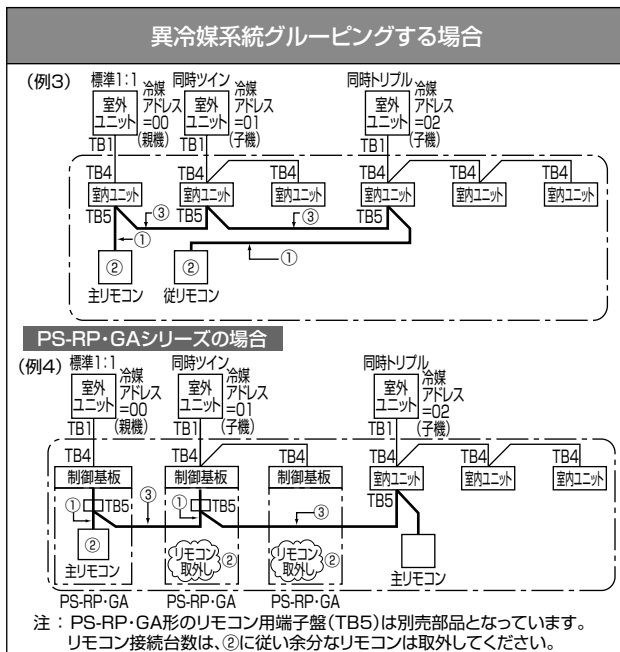 異冷媒系統グルーピングする場合
(例3)
標準1:1
同時ツイン
同時トリプル
室外
ユニット
冷媒
アドレス
=00
(親機)
室外
ユニット
冷媒
アドレス
=01
(子機)
室外
ユニット
冷媒
アドレス
=02
(子機)
TB1
TB1
TB1
TB4
TB4
TB4
TB4
TB4
TB4
室内ユニット
室内ユニット
室内ユニット
室内ユニット
室内ユニット
室内ユニット
TB5
③
TB5
③
TB5
①
①
②
②
主リモコン
従リモコン
PS-RP・GAシリーズの場合
(例4)
標準1:1
同時ツイン
同時トリプル
室外
ユニット
冷媒
アドレス
=00
(親機)
室外
ユニット
冷媒
アドレス
=01
(子機)
室外
ユニット
冷媒
アドレス
=02
(子機)
TB1
TB1
TB1
TB4
TB4
TB4
TB4
TB4
TB4
制御基板
制御基板
制御基板
室内ユニット
室内ユニット
室内ユニット
①
TB5
③
①
TB5
③
TB5
②
リモコン
取外し
②
リモコン
取外し
②
主リモコン
主リモコン
PS-RP・GA
PS-RP・GA
PS-RP・GA
注：PS-RP・GA形のリモコン用端子盤(TB5)は別売部品となっています。
リモコン接続台数は、②に従い余分なリモコンは取外してください。